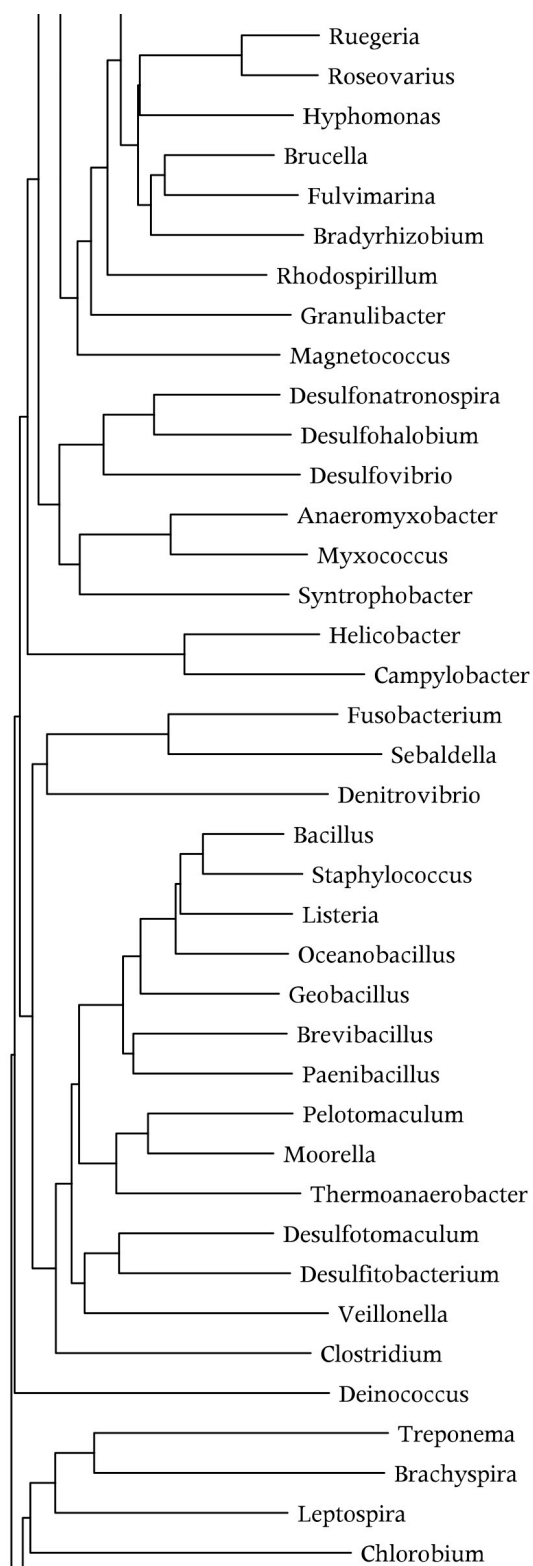 Ruegeria
Roseovarius
Hyphomonas
Brucella
Fulvimarina
Bradyrhizobium
Rhodospirillum
Granulibacter
Magnetococcus
Desulfonatronospira
Desulfohalobium
Desulfovibrio
Anaeromyxobacter
Myxococcus
Syntrophobacter
Helicobacter
Campylobacter
Fusobacterium
Sebaldella
Denitrovibrio
Bacillus
Staphylococcus
Listeria
Oceanobacillus
Geobacillus
Brevibacillus
Paenibacillus
Pelotomaculum
Moorella
Thermoanaerobacter
Desulfotomaculum
Desulfitobacterium
Veillonella
Clostridium
Deinococcus
Treponema
Brachyspira
Leptospira
Chlorobium